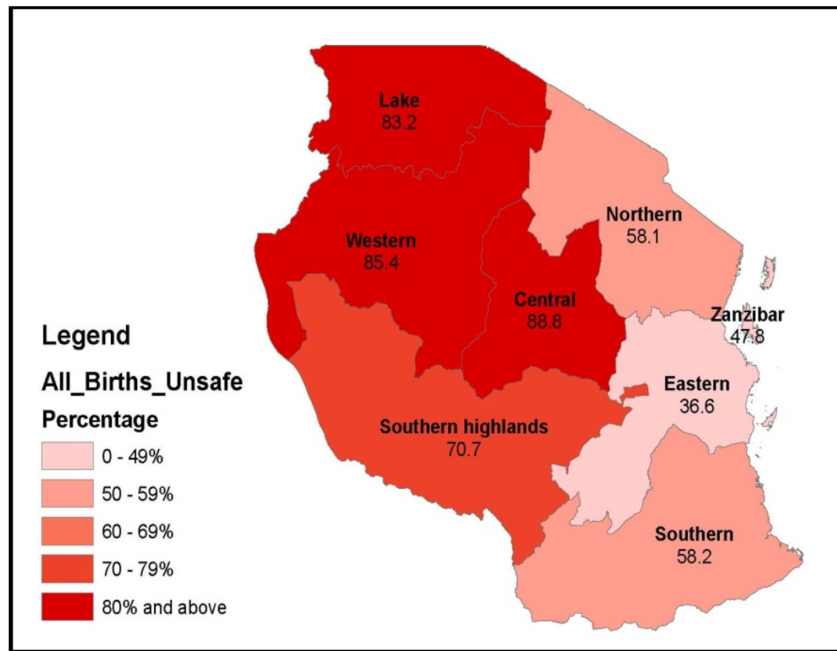 Lake
83.2
Northern
58.1
Western
85.4
Central
88.8
Zanzibar
47.8
Eastern
36.6
Southern highlands
70.7
Southern
58.2
Legend
All_Births_Unsafe
Percentage
0 - 49%
50 - 59%
60 - 69%
70 - 79%
80% and above